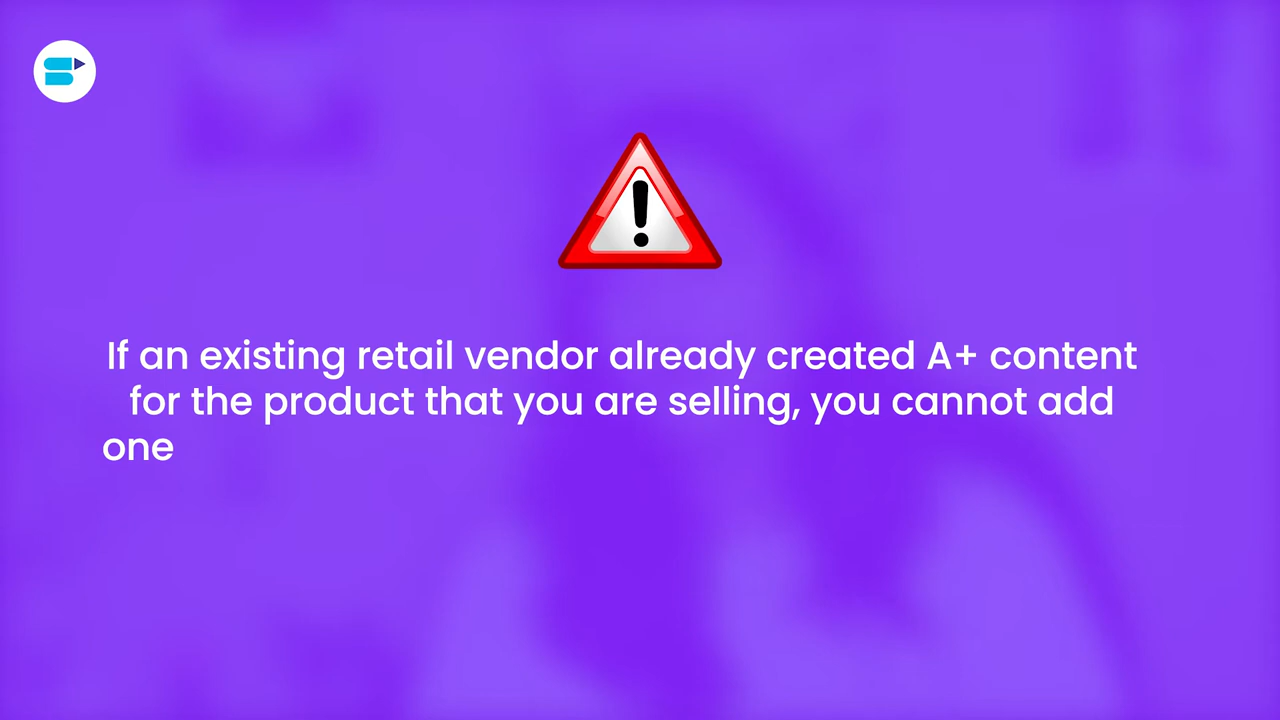 If an existing retail vendor already created A+ content
for the product that you are selling, you cannot add
one